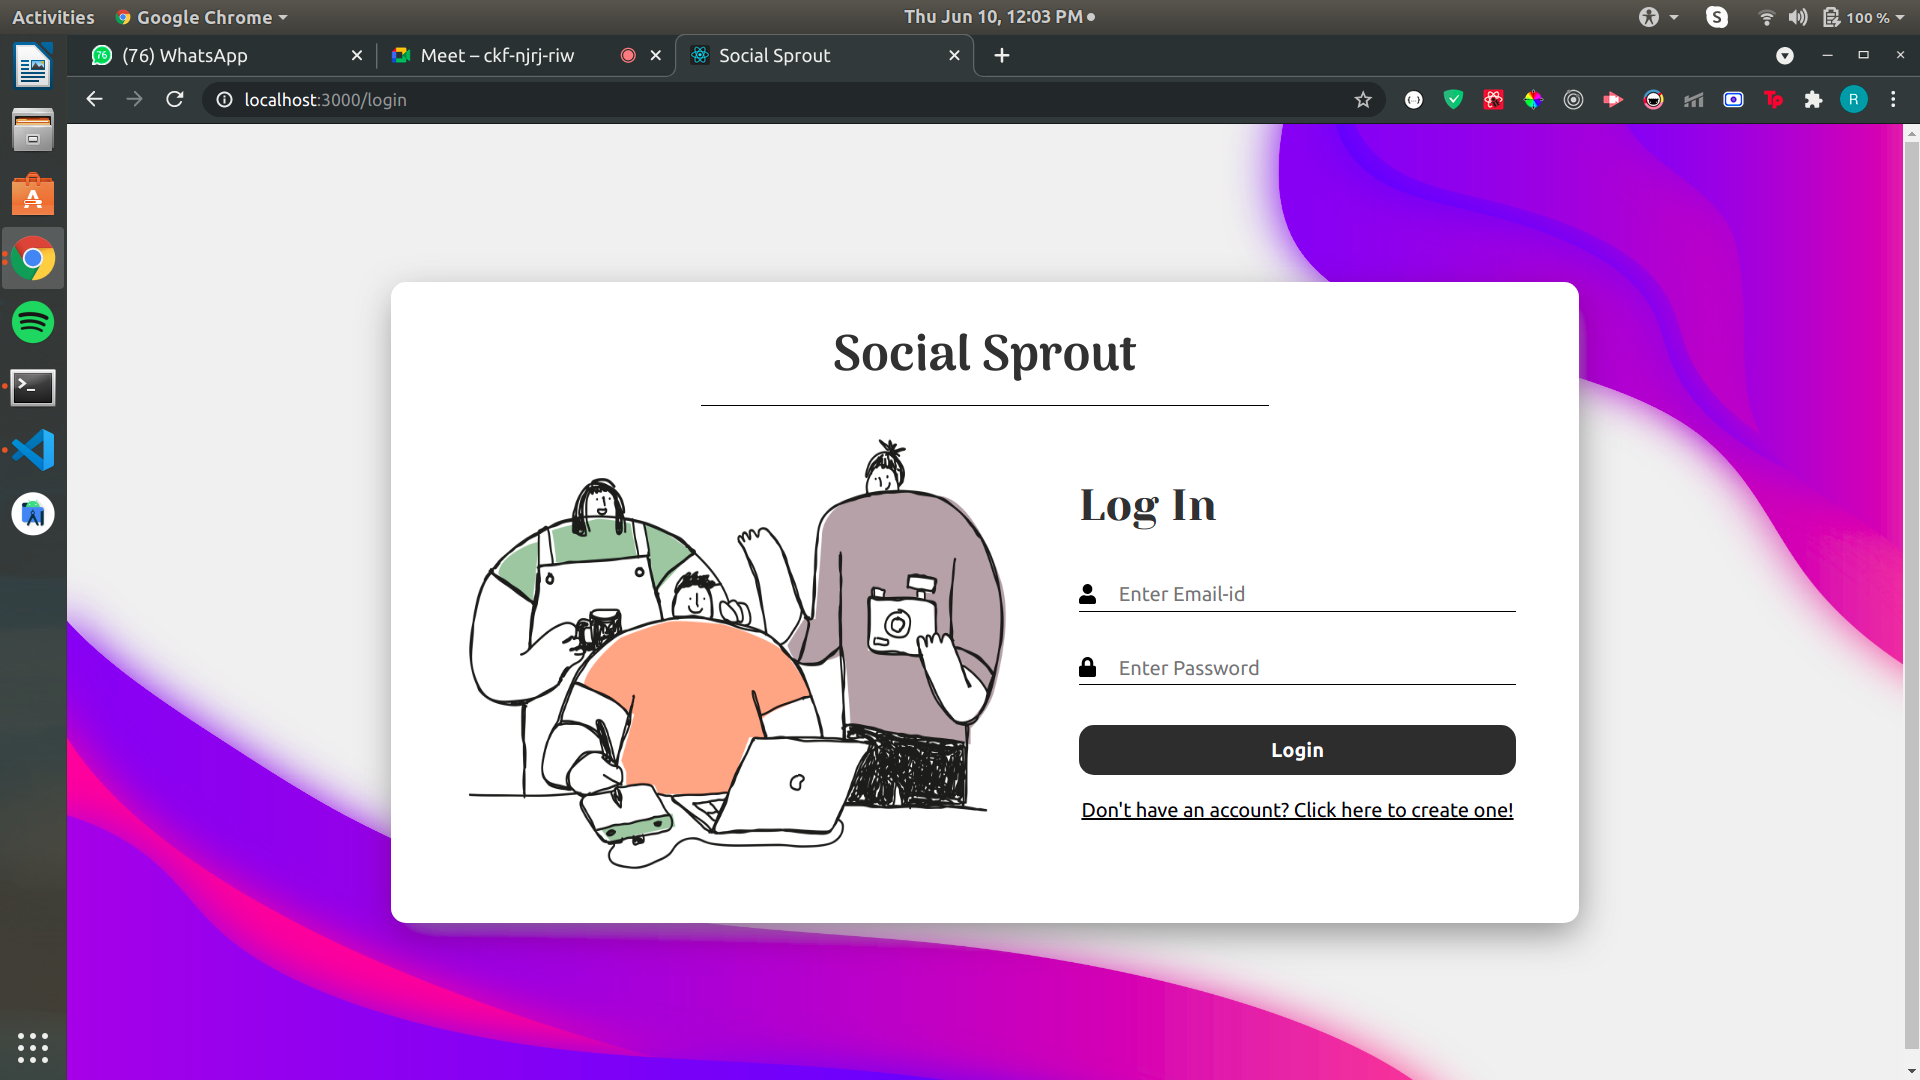 Activities
Google Chrome
Thu Jun 10, 12:03 PM
S
100 %
76
(76) WhatsApp
Meet – ckf-njrj-riw
Social Sprout
localhost:3000/login
Tp
R
Social Sprout
Log In
Enter Email-id
Enter Password
Login
Don't have an account? Click here to create one!